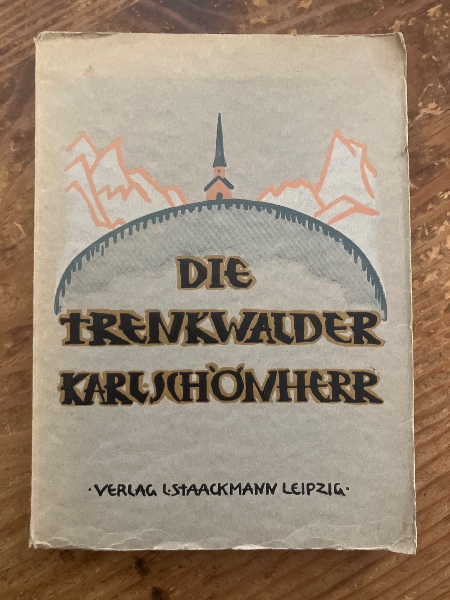 DIE
TRENKWALDER
KARL·SCHÖNHERR
·VERLAG L·STAACKMANN LEIPZIG·